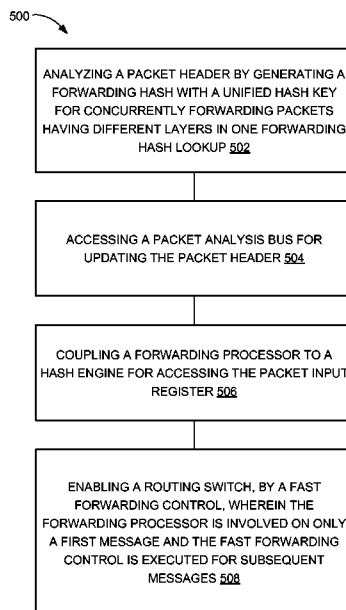 500
ANALYZING A PACKET HEADER BY GENERATING A
FORWARDING HASH WITH A UNIFIED HASH KEY
FOR CONCURRENTLY FORWARDING PACKETS
HAVING DIFFERENT LAYERS IN ONE FORWARDING
HASH LOOKUP 502
ACCESSING A PACKET ANALYSIS BUS FOR
UPDATING THE PACKET HEADER 504
COUPLING A FORWARDING PROCESSOR TO A
HASH ENGINE FOR ACCESSING THE PACKET INPUT
REGISTER 506
ENABLING A ROUTING SWITCH, BY A FAST
FORWARDING CONTROL, WHEREIN THE
FORWARDING PROCESSOR IS INVOLVED ON ONLY
A FIRST MESSAGE AND THE FAST FORWARDING
CONTROL IS EXECUTED FOR SUBSEQUENT
MESSAGES 508